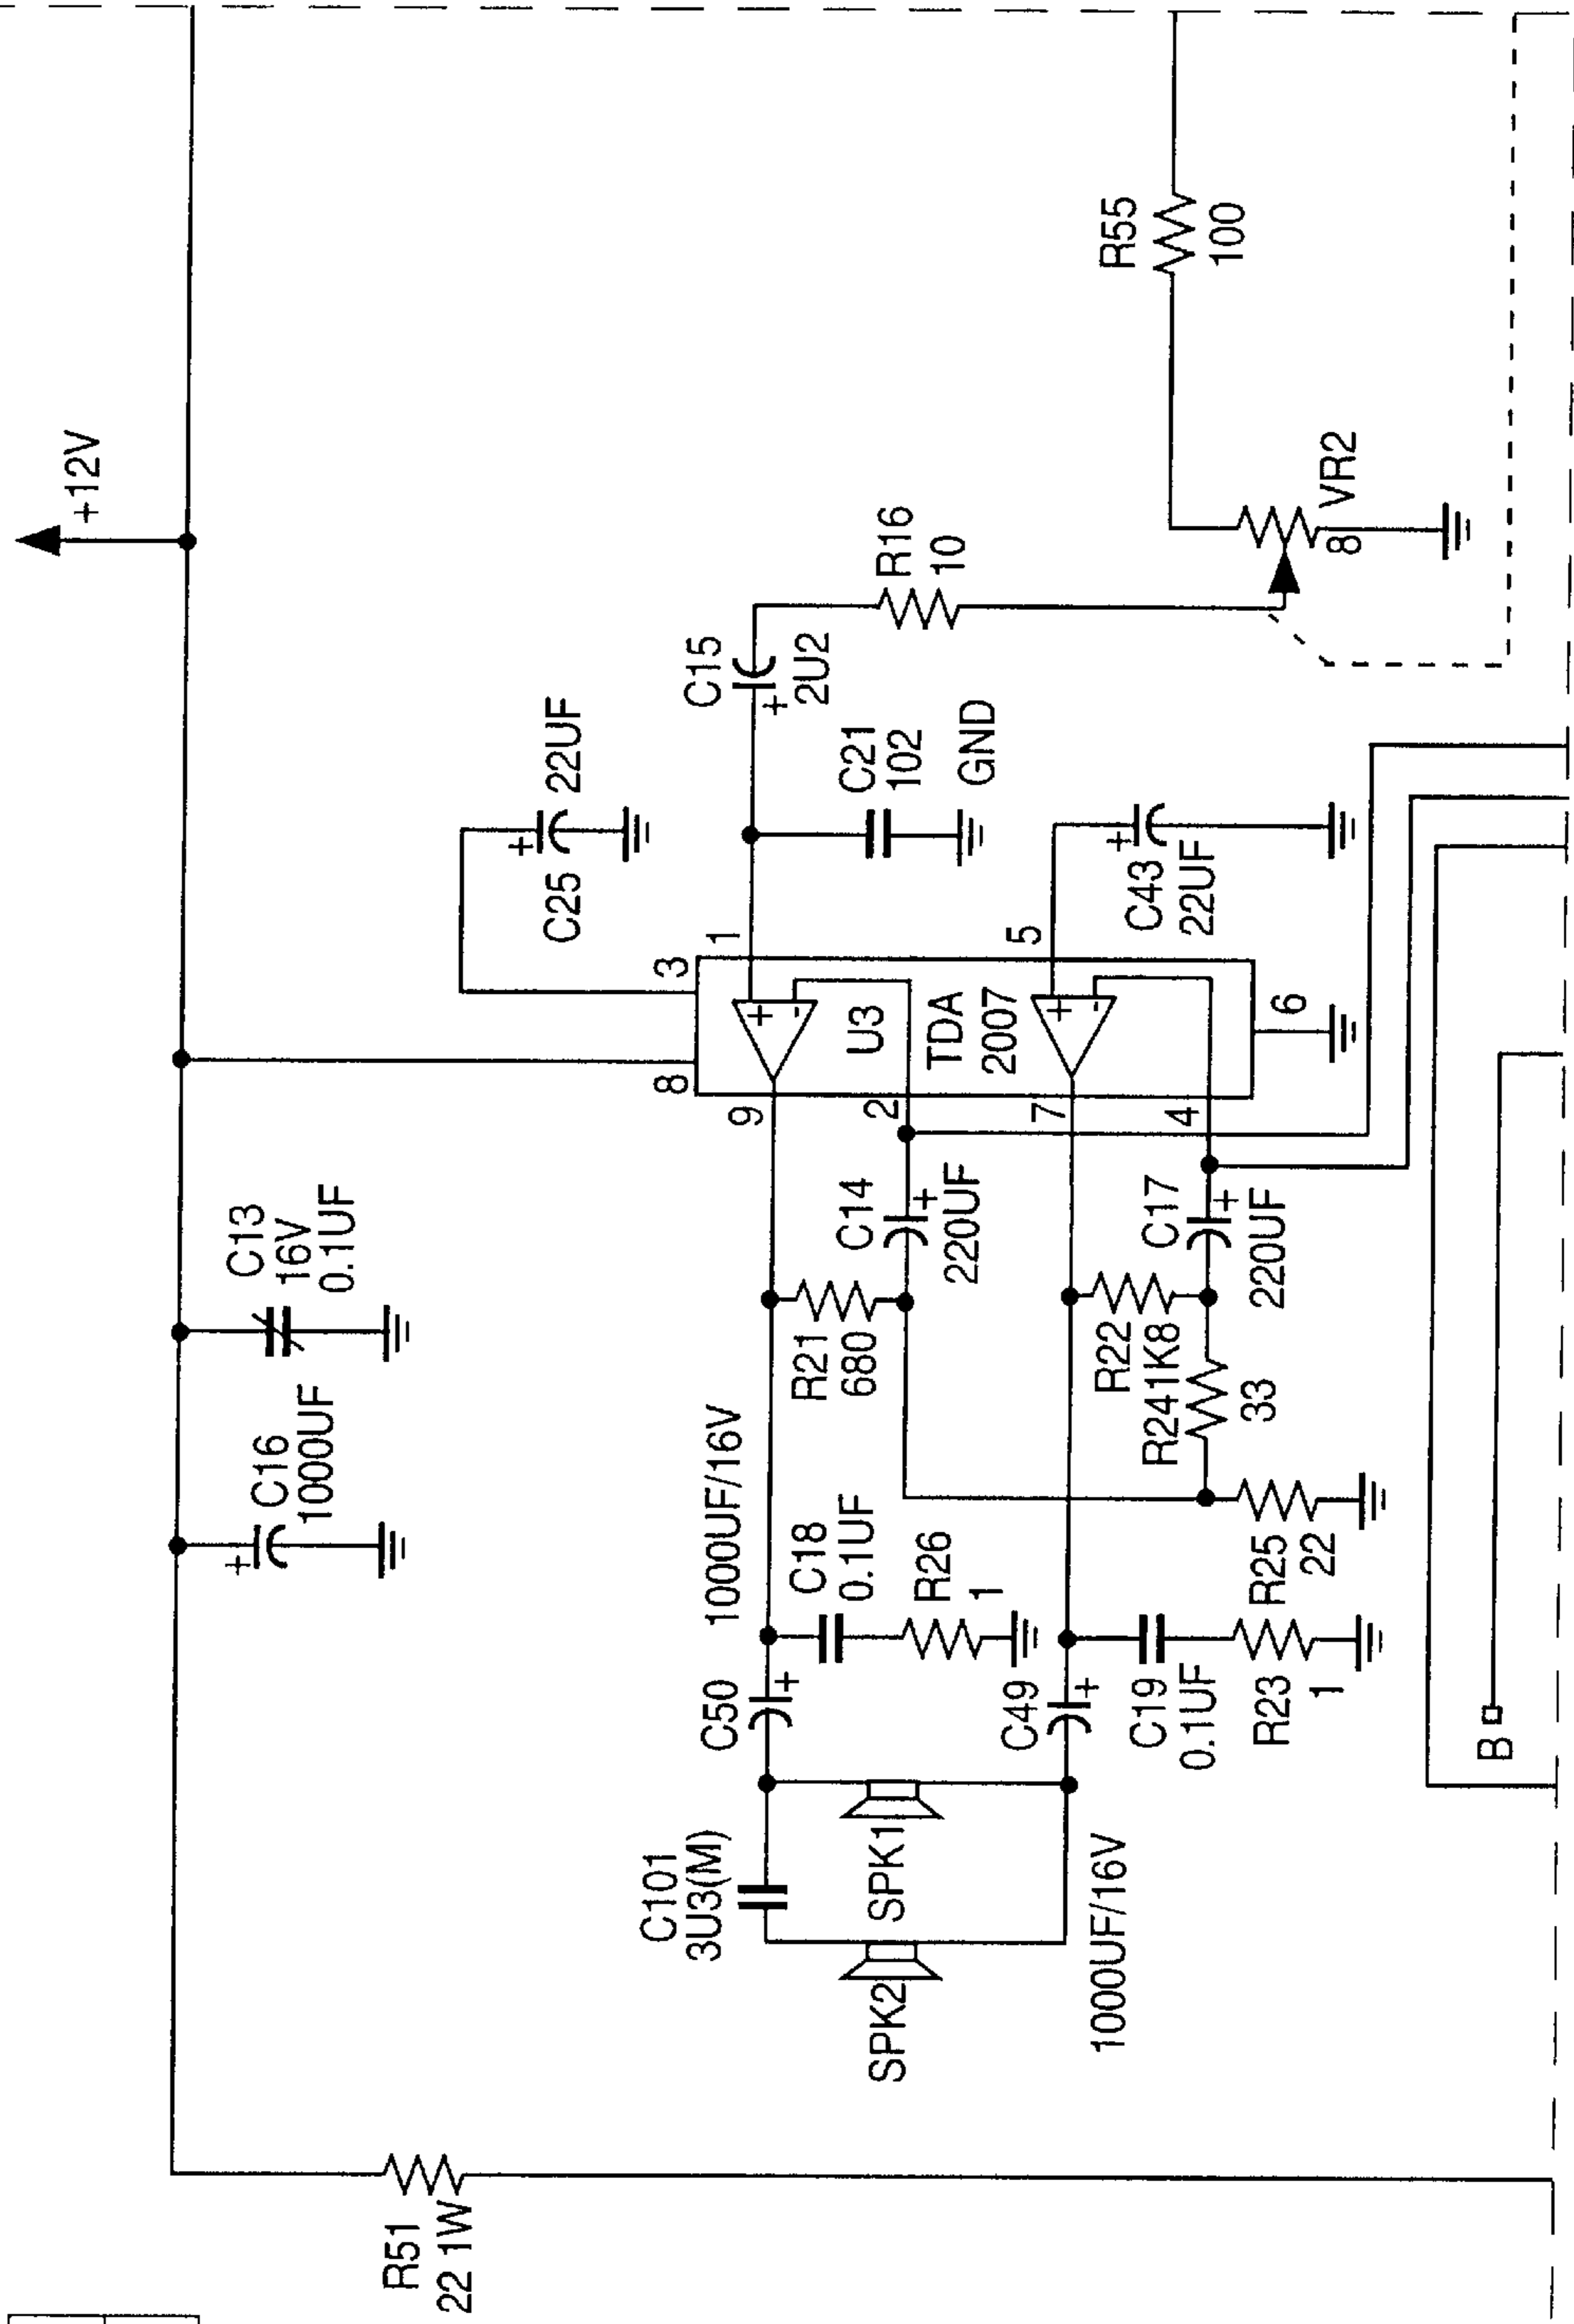 +12V
R55
100
VR2
8
R16
10
C15
2U2
+
C25
22UF
+
C21
102
GND
C43
22UF
+
3
1
5
8
U3
TDA
2007
+
-
+
-
6
9
2
7
4
C13
16V
0.1UF
C16
1000UF
+
C14
220UF
+
C17
220UF
+
R21
680
R22
1K8
R24
33
R25
22
1000UF/16V
C18
0.1UF
R26
1
C50
+
C49
+
C19
0.1UF
R23
1
B
C101
3U3(M)
SPK1
SPK2
1000UF/16V
R51
22 1W